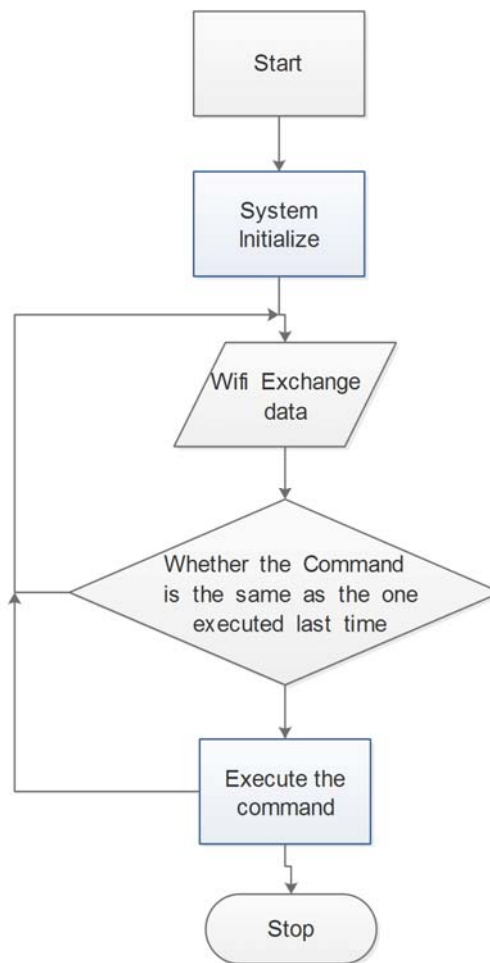 Start
System
Initialize
Wifi Exchange
data
Whether the Command
is the same as the one
executed last time
Execute the
command
Stop